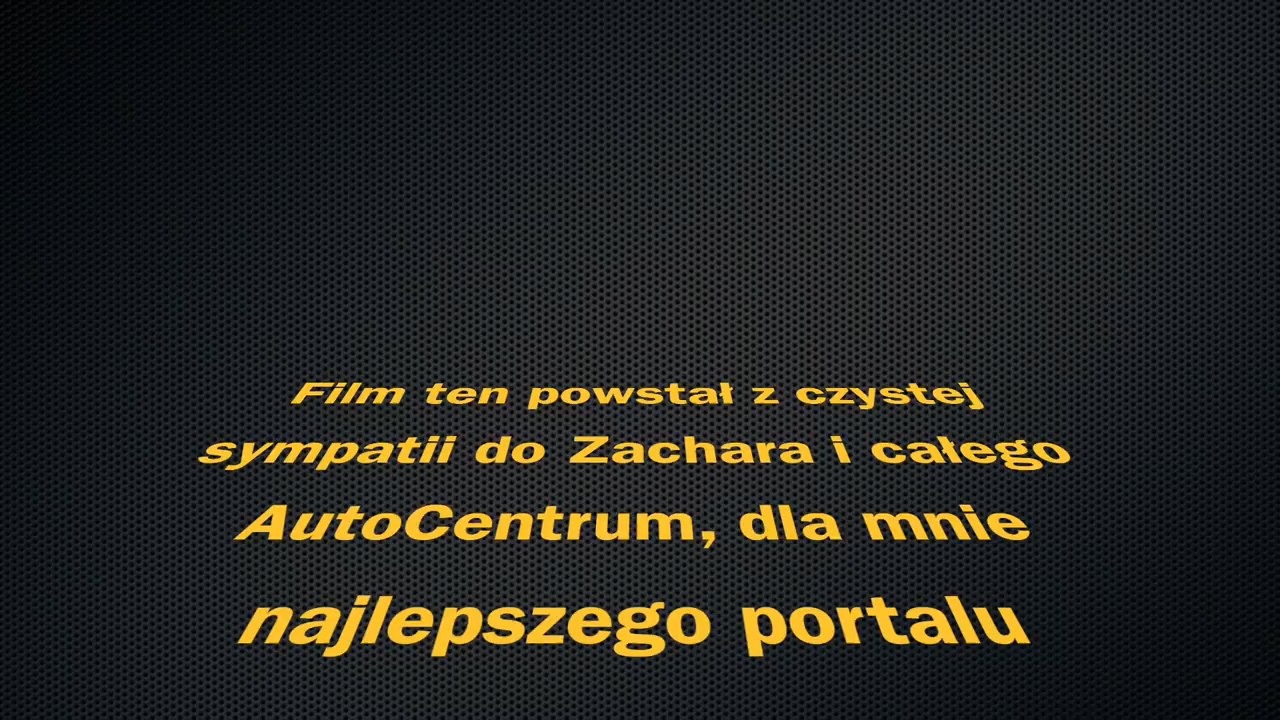 Film ten powstał z czystej
sympatii do Zachara i całego
AutoCentrum, dla mnie
najlepszego portalu